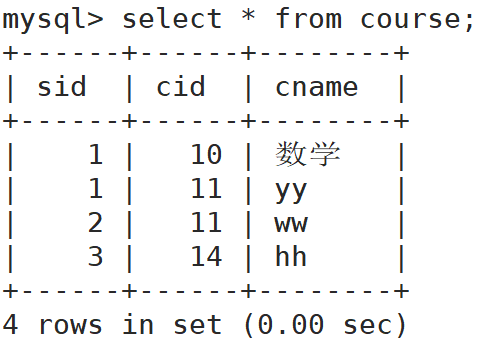 mysql> select * from course;
+------+------+--------+
| sid  | cid  | cname  |
+------+------+--------+
|    1 |   10 | 数学   |
|    1 |   11 | yy     |
|    2 |   11 | ww     |
|    3 |   14 | hh     |
+------+------+--------+
4 rows in set (0.00 sec)